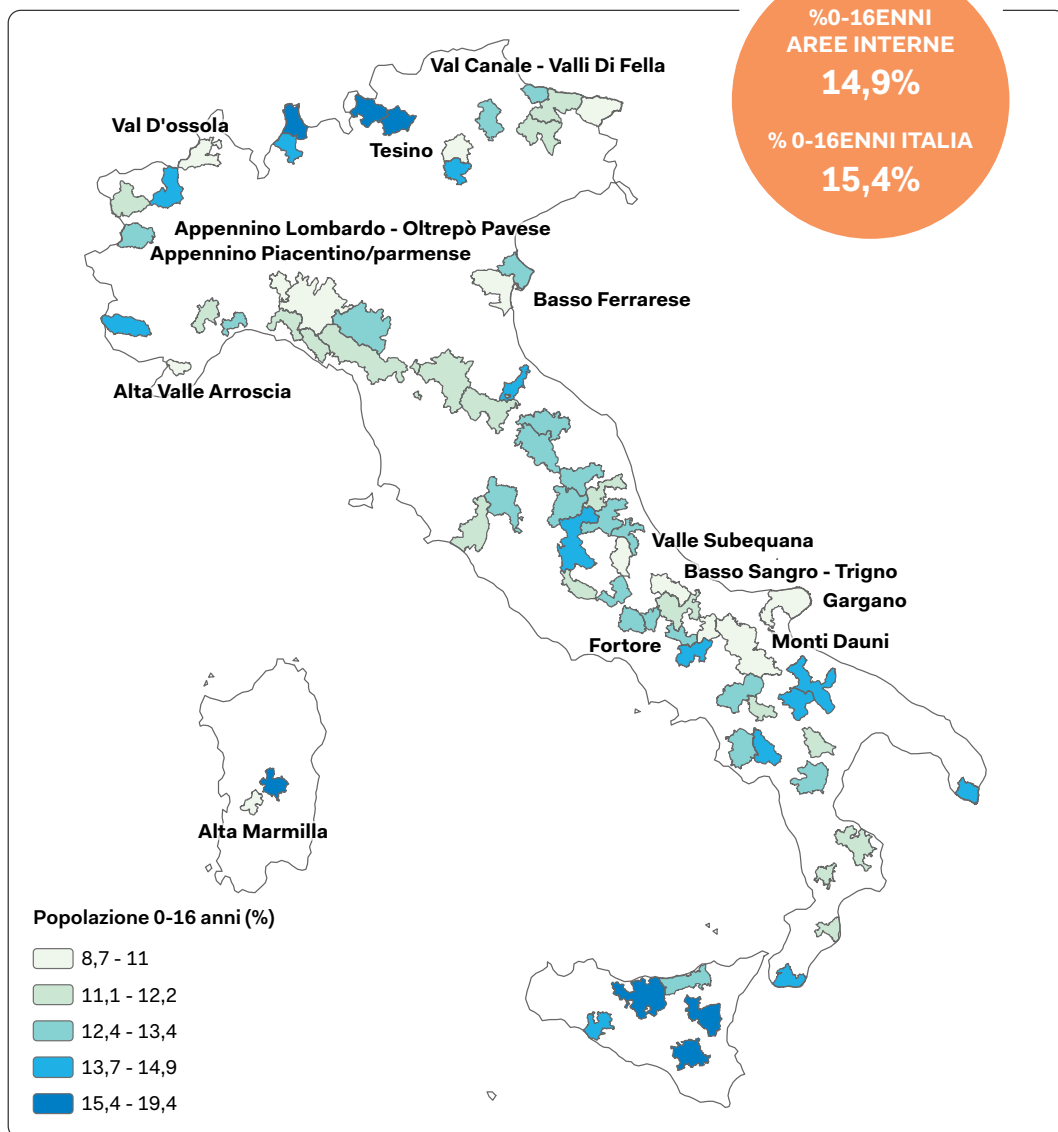 %0-16ENNI
AREE INTERNE
14,9%
% 0-16ENNI ITALIA
15,4%
Val Canale - Valli Di Fella
Val D'ossola
Tesino
Appennino Lombardo - Oltrepò Pavese
Appennino Piacentino/parmense
Basso Ferrarese
Alta Valle Arroscia
Valle Subequana
Basso Sangro - Trigno
Gargano
Fortore
Monti Dauni
Alta Marmilla
Popolazione 0-16 anni (%)
8,7 - 11
11,1 - 12,2
12,4 - 13,4
13,7 - 14,9
15,4 - 19,4